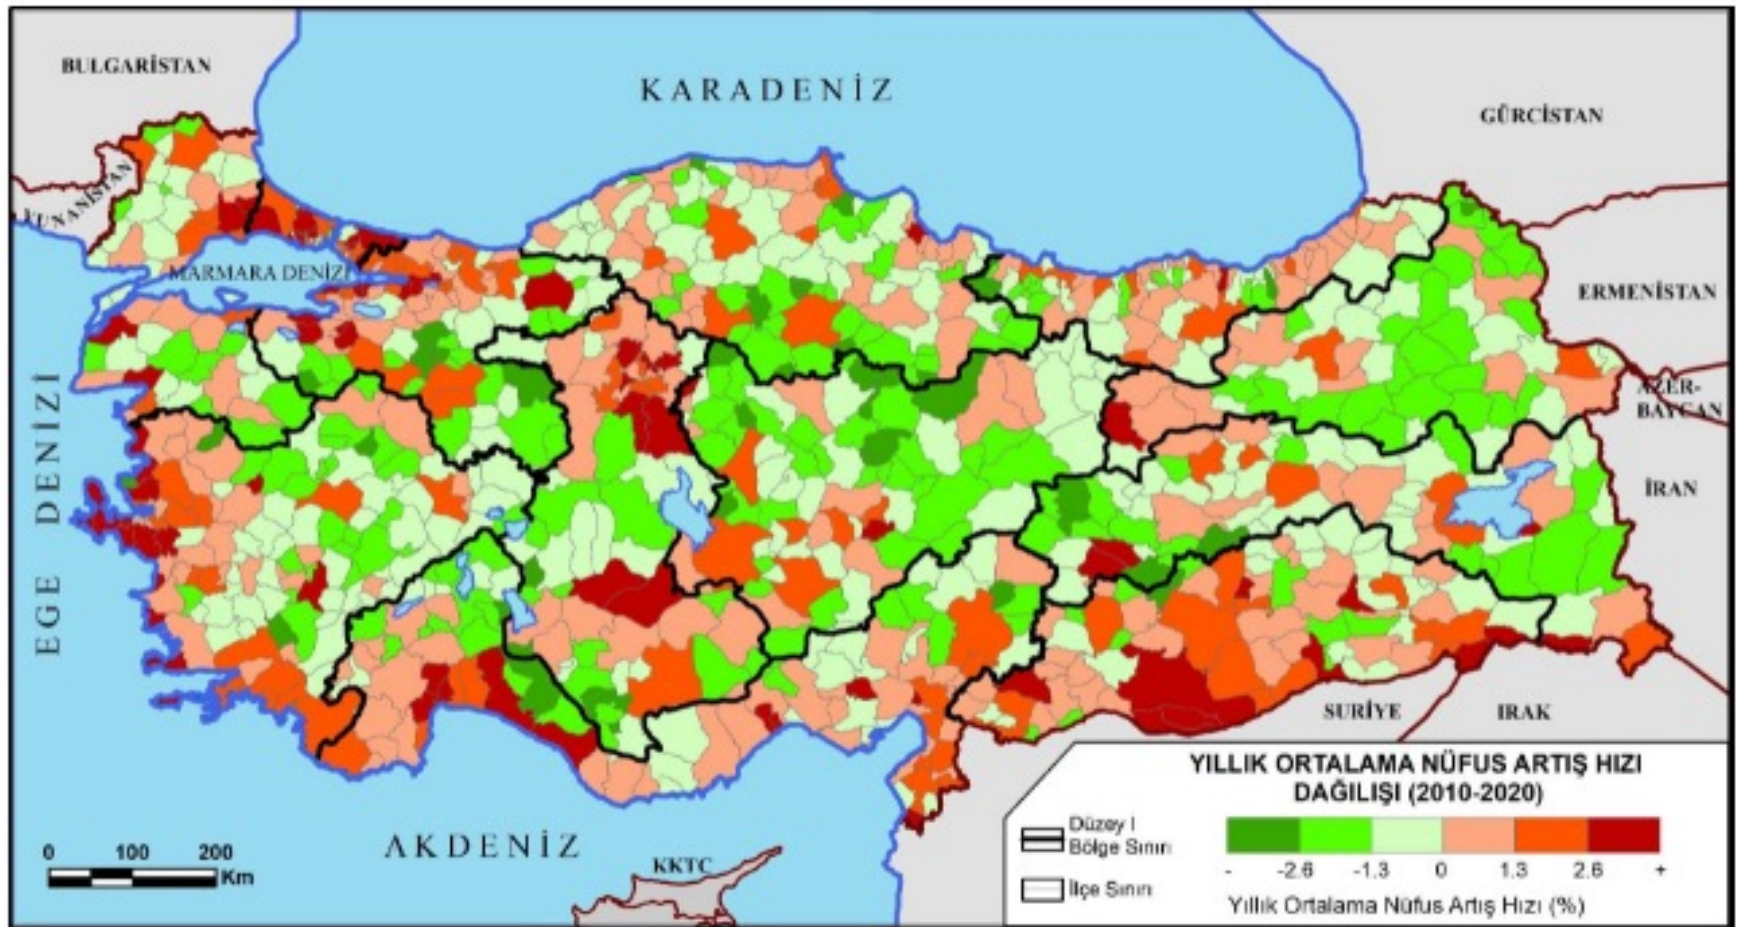 BULGARİSTAN
KARADENİZ
GÜRCİSTAN
YUNANİSTAN
MARMARA DENİZİ
ERMENİSTAN
AZER-
BAYCAN
EGE DENİZİ
İRAN
SURİYE
IRAK
AKDENİZ
KKTC
0 100 200
Km
YILLIK ORTALAMA NÜFUS ARTIŞ HIZI
DAĞILIŞI (2010-2020)
Düzey I
Bölge Sınırı
İlçe Sınırı
- -2.6 -1.3 0 1.3 2.6 +
Yıllık Ortalama Nüfus Artış Hızı (%)